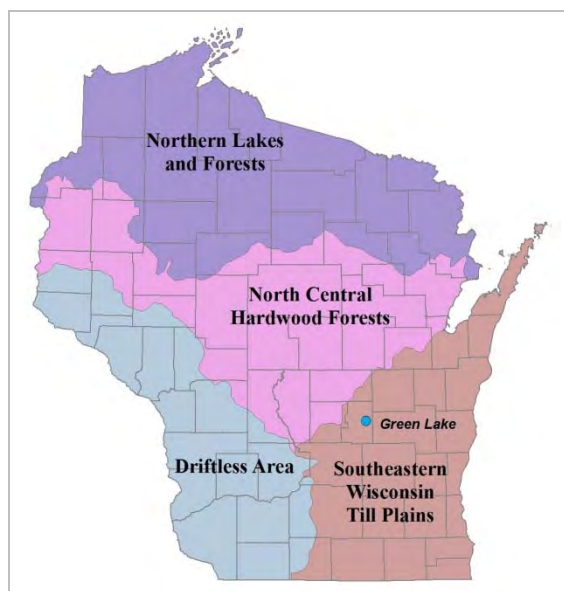 Northern Lakes
and Forests
North Central
Hardwood Forests
Green Lake
Driftless Area
Southeastern
Wisconsin
Till Plains